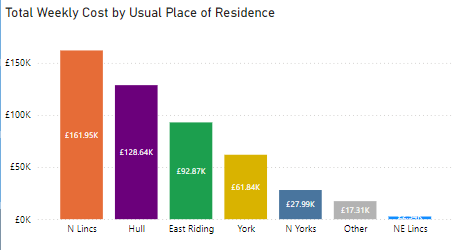 Total Weekly Cost by Usual Place of Residence
£150K
£100K
£50K
£0K
£161.95K
£128.64K
£92.87K
£61.84K
£27.99K
£17.31K
N Lincs
Hull
East Riding
York
N Yorks
Other
NE Lincs